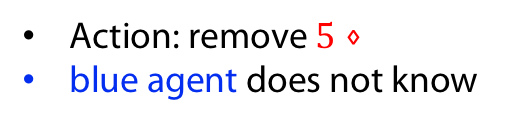 • Action: remove 5 ⋄
• blue agent does not know